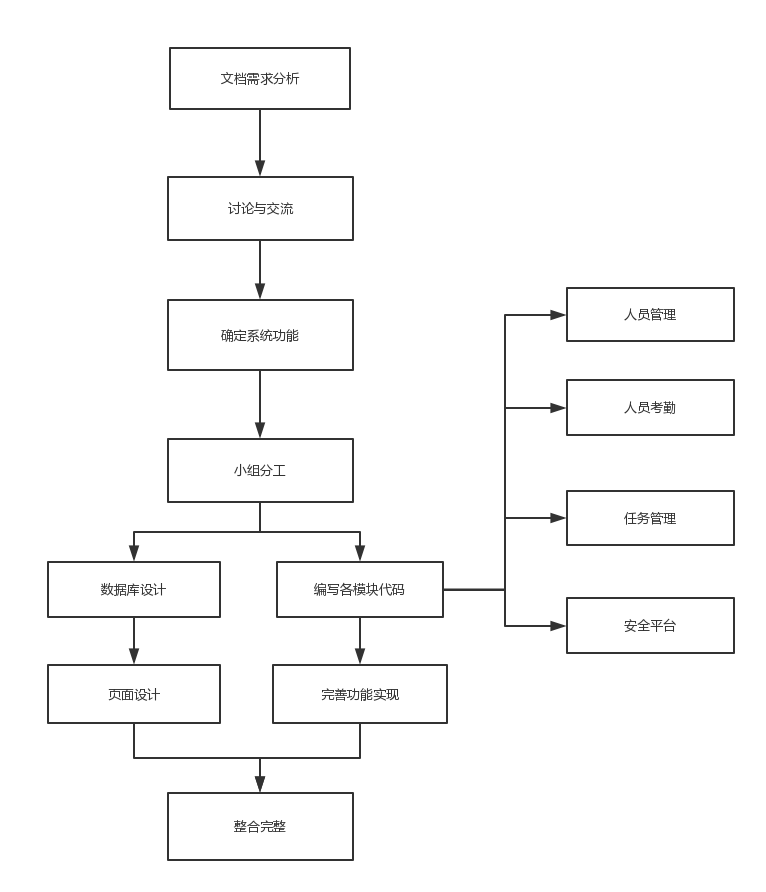 文档需求分析
讨论与交流
确定系统功能
小组分工
数据库设计
编写各模块代码
页面设计
完善功能实现
整合完整
人员管理
人员考勤
任务管理
安全平台